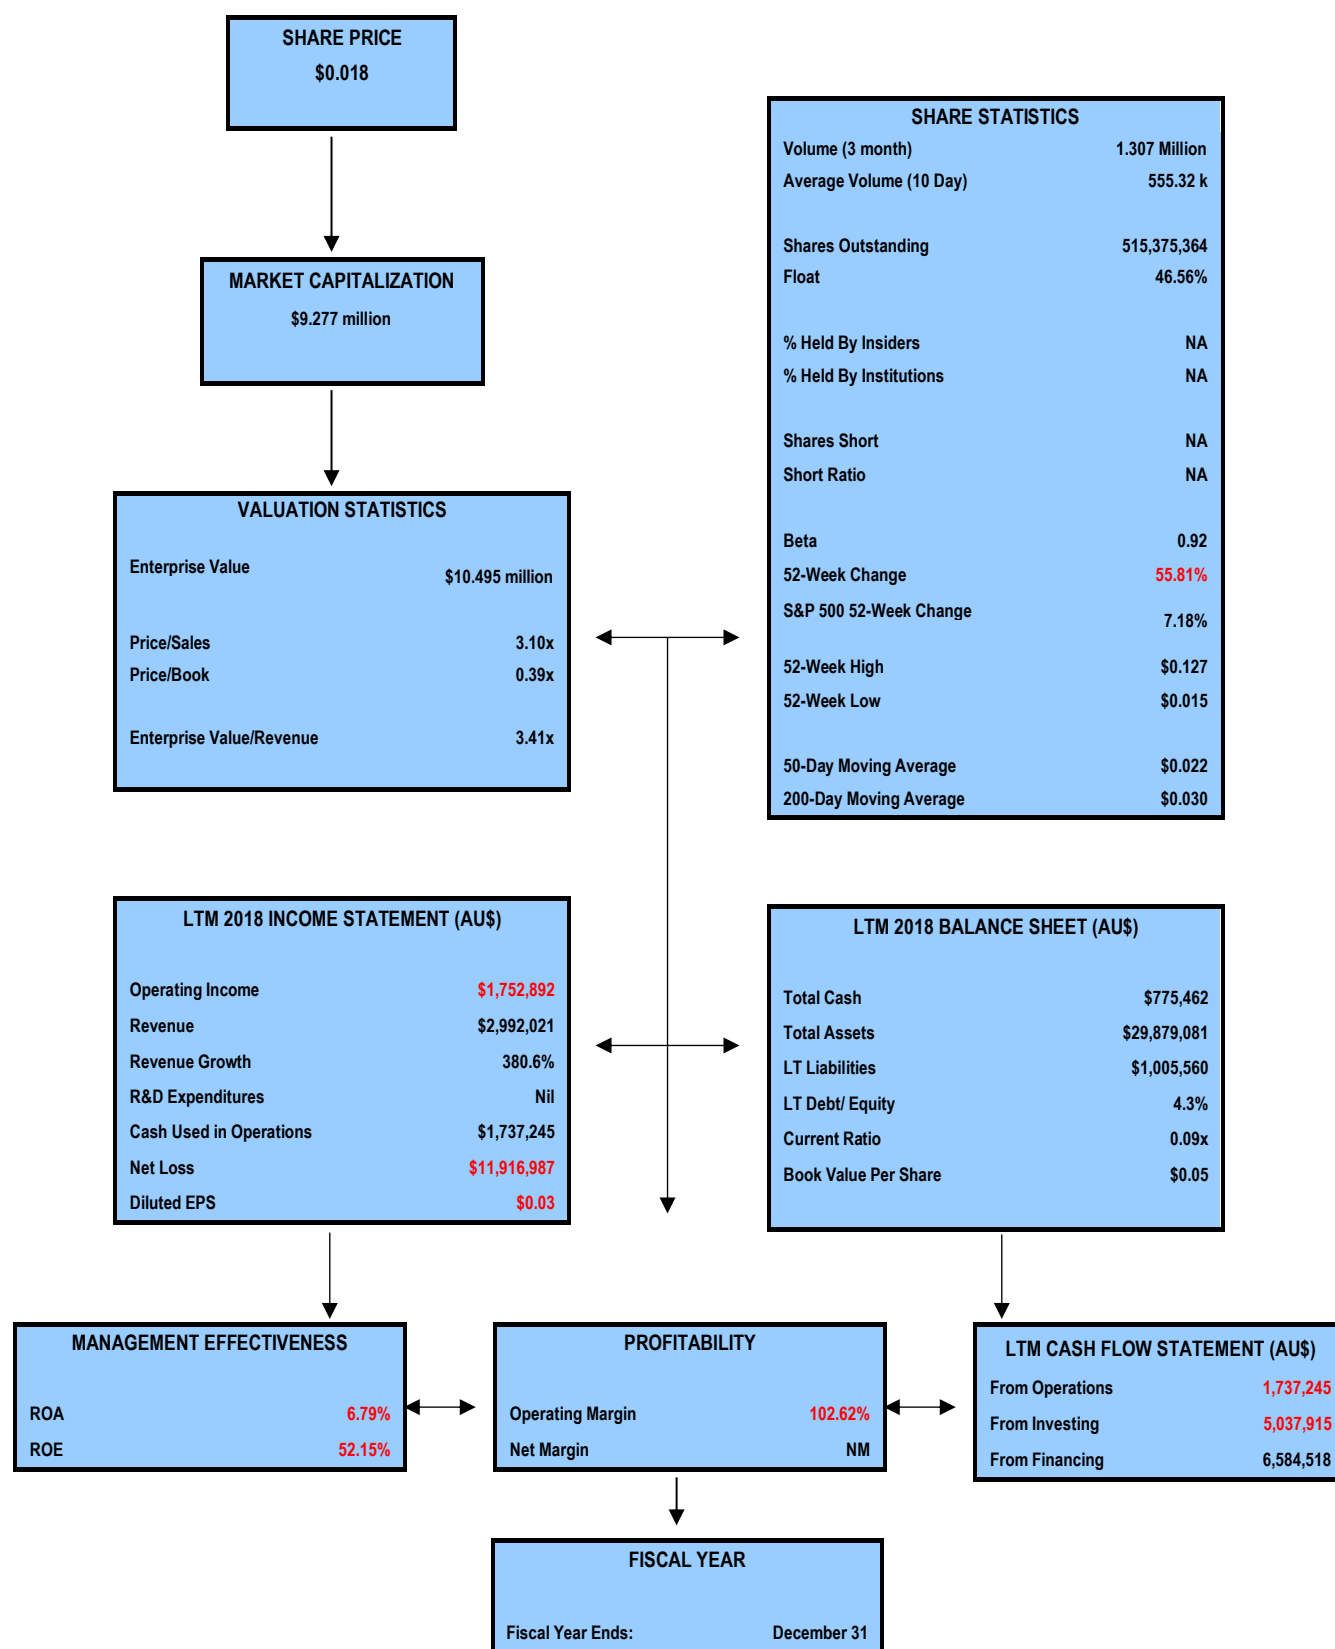 SHARE PRICE
$0.018
MARKET CAPITALIZATION
$9.277 million
VALUATION STATISTICS
Enterprise Value $10.495 million
Price/Sales 3.10x
Price/Book 0.39x
Enterprise Value/Revenue 3.41x
SHARE STATISTICS
Volume (3 month) 1.307 Million
Average Volume (10 Day) 555.32 k
Shares Outstanding 515,375,364
Float 46.56%
% Held By Insiders NA
% Held By Institutions NA
Shares Short NA
Short Ratio NA
Beta 0.92
52-Week Change 55.81%
S&P 500 52-Week Change 7.18%
52-Week High $0.127
52-Week Low $0.015
50-Day Moving Average $0.022
200-Day Moving Average $0.030
LTM 2018 INCOME STATEMENT (AU$)
Operating Income $1,752,892
Revenue $2,992,021
Revenue Growth 380.6%
R&D Expenditures Nil
Cash Used in Operations $1,737,245
Net Loss $11,916,987
Diluted EPS $0.03
LTM 2018 BALANCE SHEET (AU$)
Total Cash $775,462
Total Assets $29,879,081
LT Liabilities $1,005,560
LT Debt/ Equity 4.3%
Current Ratio 0.09x
Book Value Per Share $0.05
MANAGEMENT EFFECTIVENESS
ROA 6.79%
ROE 52.15%
PROFITABILITY
Operating Margin 102.62%
Net Margin NM
LTM CASH FLOW STATEMENT (AU$)
From Operations 1,737,245
From Investing 5,037,915
From Financing 6,584,518
FISCAL YEAR
Fiscal Year Ends: December 31